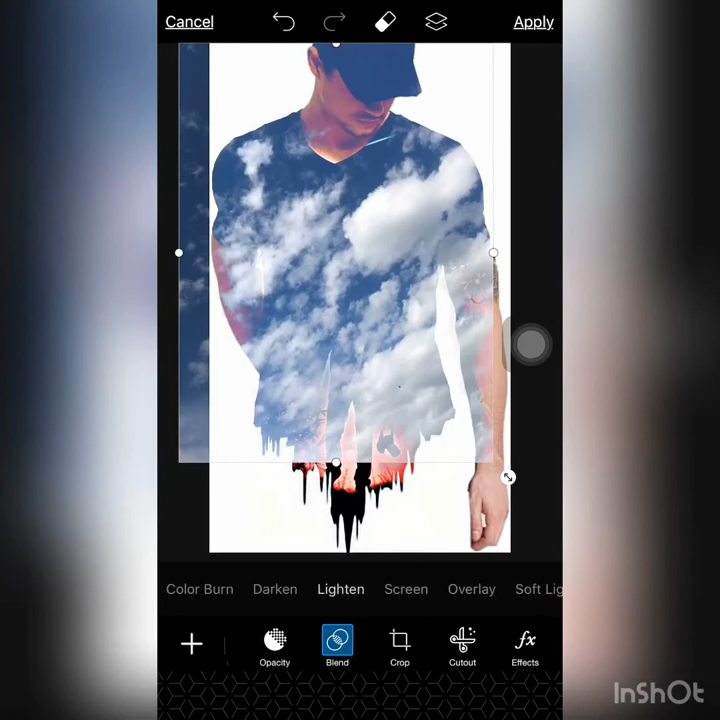 Cancel
Apply
Color Burn Darken Lighten Screen Overlay Soft Lig
Opacity Blend Crop Cutout fx Effects
InShOt